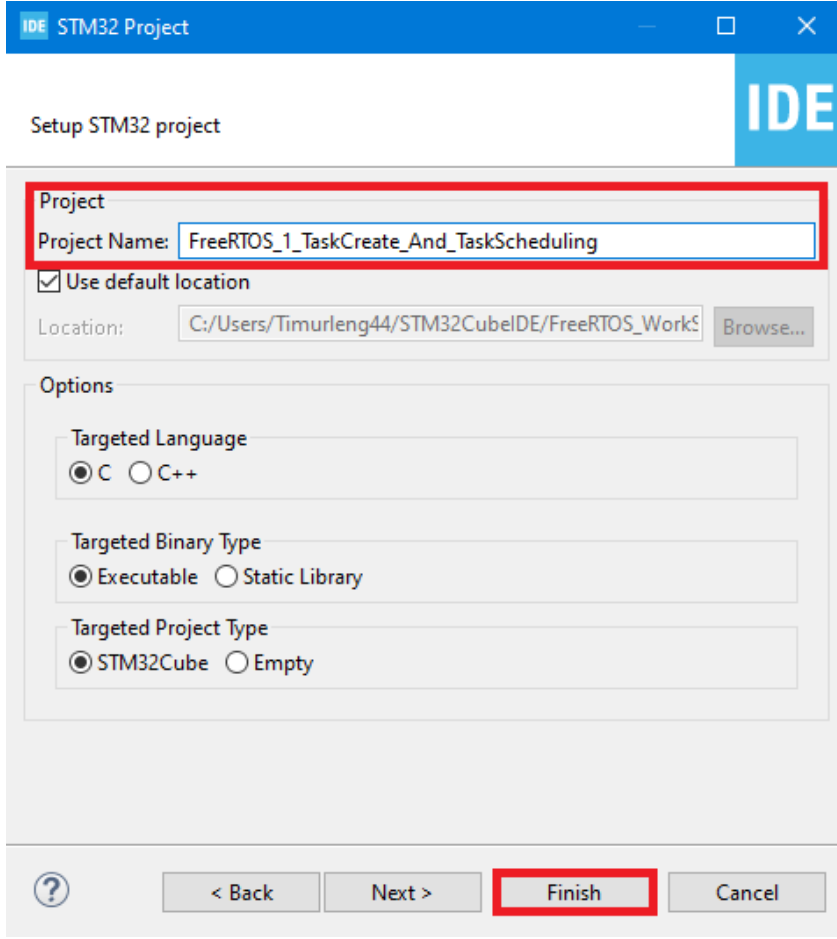 IDE STM32 Project
Setup STM32 project
IDE
Project
Project Name: FreeRTOS_1_TaskCreate_And_TaskScheduling
Use default location
Location: C:/Users/Timurleng44/STM32CubeIDE/FreeRTOS_WorkS Browse...
Options
Targeted Language
C C++
Targeted Binary Type
Executable Static Library
Targeted Project Type
STM32Cube Empty
? < Back Next > Finish Cancel